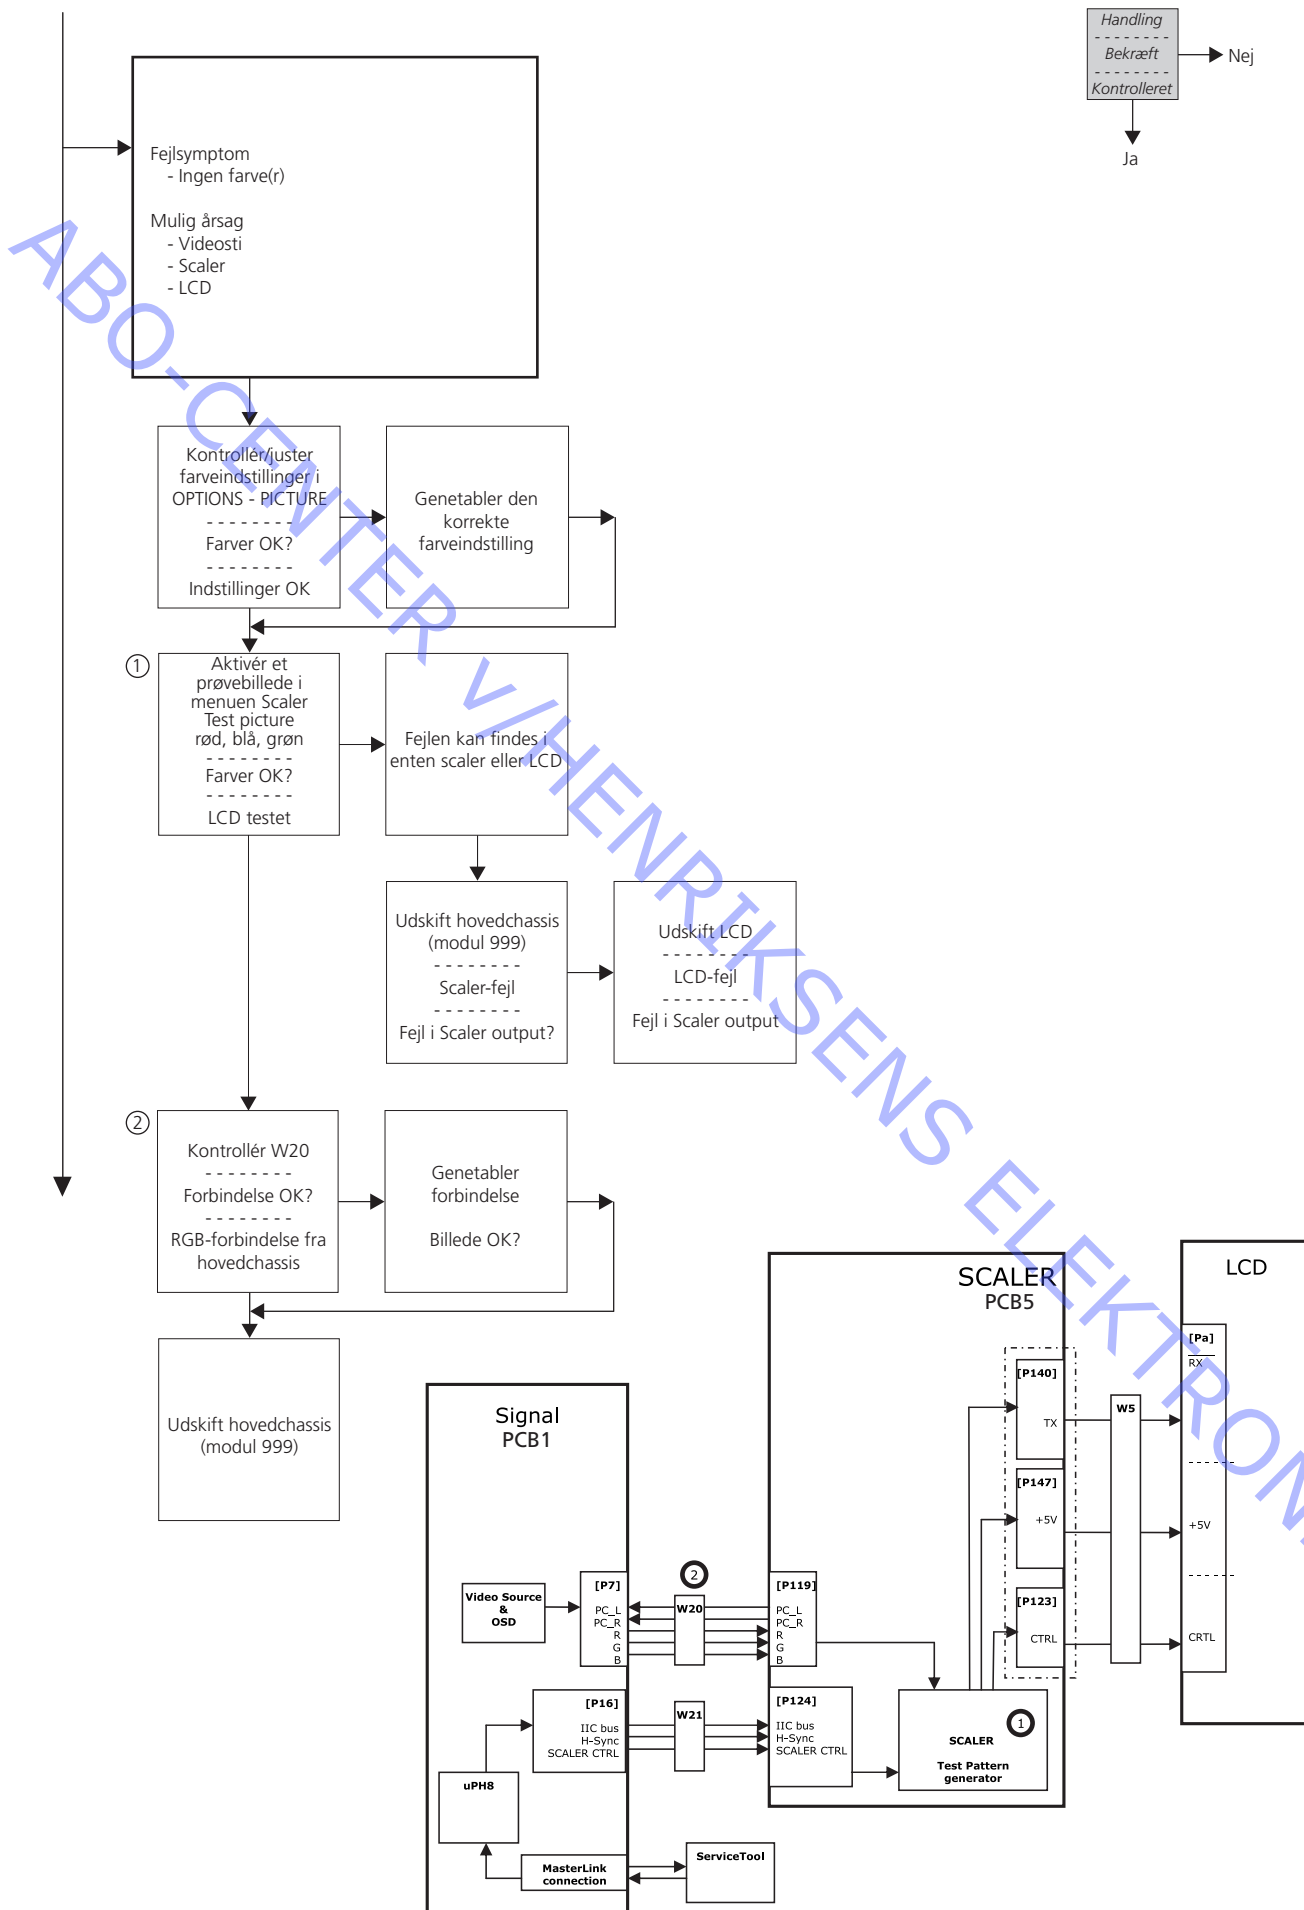 Handling
Bekræft
Kontrolleret
Nej
Ja
Fejlsymptom
- Ingen farve(r)
Mulig årsag
- Videosti
- Scaler
- LCD
Kontrollér/juster
farveindstillinger i
OPTIONS - PICTURE
Farver OK?
Indstillinger OK
Genetabler den
korrekte
farveindstilling
1
Aktivér et
prøvebillede i
menuen Scaler
Test picture
rød, blå, grøn
Farver OK?
LCD testet
Fejlen kan findes i
enten scaler eller LCD
Udskift hovedchassis
(modul 999)
Scaler-fejl
Fejl i Scaler output?
Udskift LCD
LCD-fejl
Fejl i Scaler output
2
Kontrollér W20
Forbindelse OK?
RGB-forbindelse fra
hovedchassis
Genetabler
forbindelse
Billede OK?
Udskift hovedchassis
(modul 999)
Signal
PCB1
Video Source
&
OSD
[P7]
PC_L
PC_R
R
G
B
[P16]
IIC bus
H-Sync
SCALER CTRL
uPH8
MasterLink
connection
ServiceTool
2
W20
W21
SCALER
PCB5
[P119]
PC_L
PC_R
R
G
B
[P124]
IIC bus
H-Sync
SCALER CTRL
1
SCALER
Test Pattern
generator
[P140]
TX
[P147]
+5V
[P123]
CTRL
W5
LCD
[Pa]
RX
+5V
CRTL
ABO-CENTER v/HENRIKSENS ELEKTRON